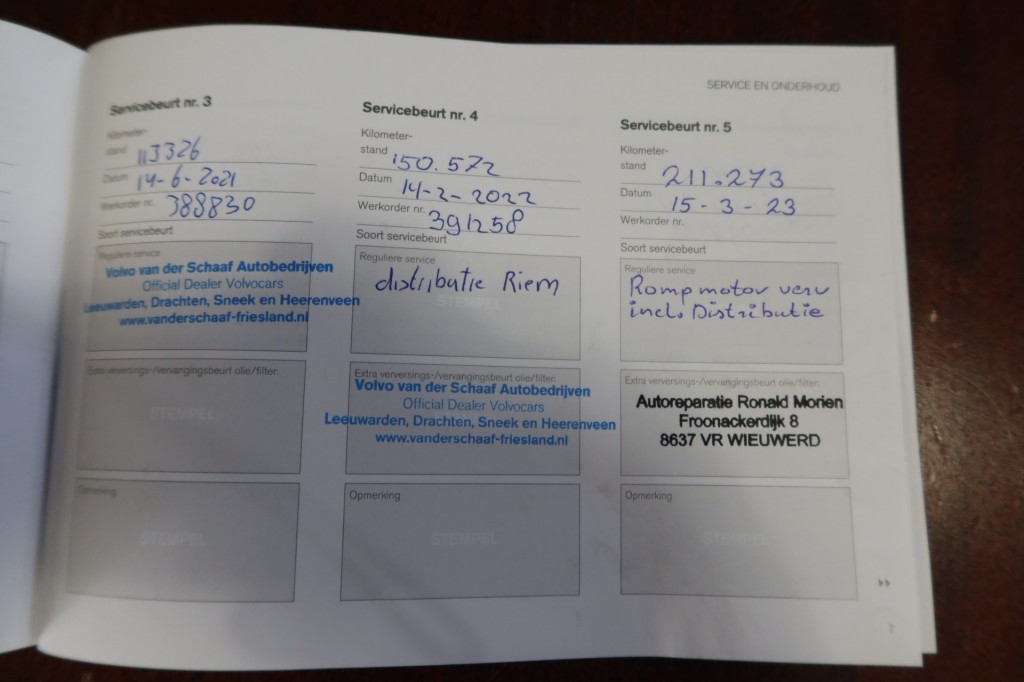 SERVICE EN ONDERHOUD
Servicebeurt nr. 3
Kilometer-
stand 113326
Datum 14-6-2021
Werkorder nr. 388830
Soort servicebeurt
Reguliere service
Volvo van der Schaaf Autobedrijven
Official Dealer Volvocars
Leeuwarden, Drachten, Sneek en Heerenveen
www.vanderschaaf-friesland.nl
Extra verversings-/vervangingsbeurt olie/filter:
STEMPEL
Opmerking
STEMPEL
Servicebeurt nr. 4
Kilometer-
stand 150.572
Datum 14-2-2022
Werkorder nr. 391258
Soort servicebeurt
Reguliere service
distributie Riem
STEMPEL
Extra verversings-/vervangingsbeurt olie/filter:
Volvo van der Schaaf Autobedrijven
Official Dealer Volvocars
Leeuwarden, Drachten, Sneek en Heerenveen
www.vanderschaaf-friesland.nl
Opmerking
STEMPEL
Servicebeurt nr. 5
Kilometer-
stand 211.273
Datum 15-3-23
Werkorder nr.
Soort servicebeurt
Reguliere service
Rompmotor verv
incl. Distributie
Extra verversings-/vervangingsbeurt olie/filter:
Autoreparatie Ronald Morien
Froonackerdijk 8
8637 VR WIEUWERD
Opmerking
STEMPEL
7